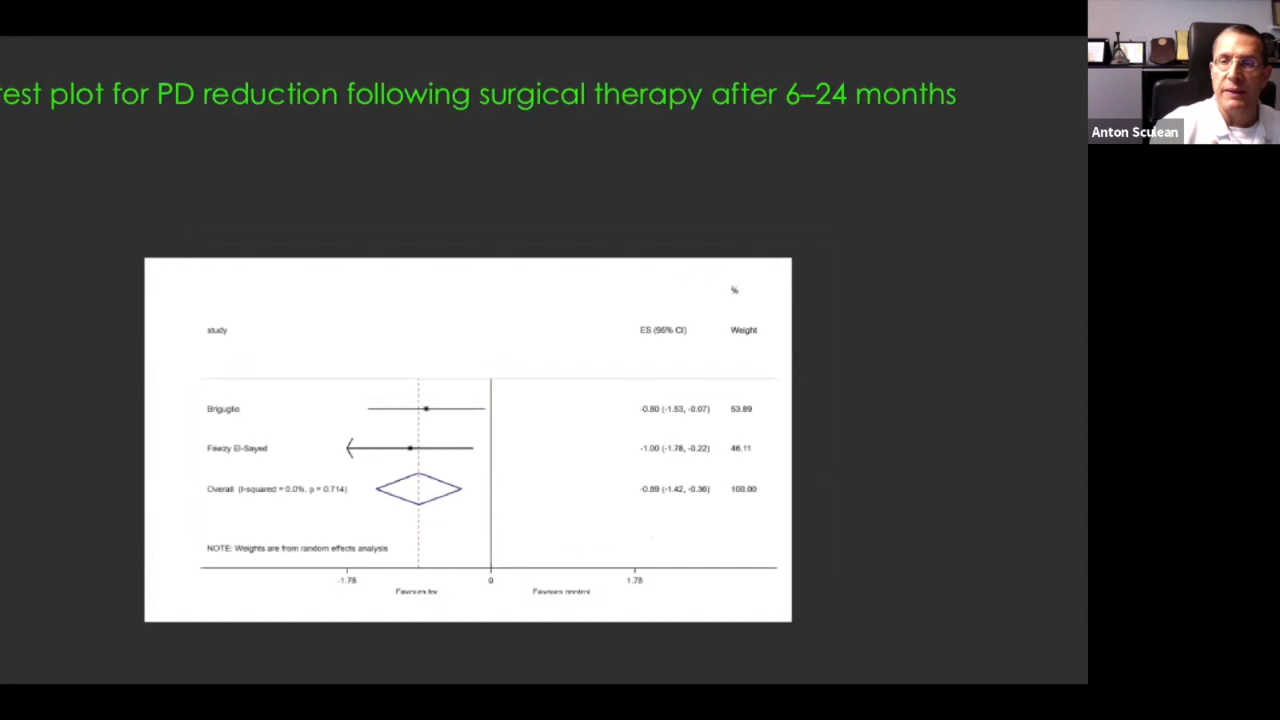 rest plot for PD reduction following surgical therapy after 6–24 months
Anton Sculean
%
study ES (95% CI) Weight
Briguglio -0.80 (-1.53, -0.07) 53.89
Fawzy El-Sayed -1.00 (-1.78, -0.22) 46.11
Overall (I-squared = 0.0%, p = 0.714) -0.89 (-1.42, -0.36) 100.00
NOTE: Weights are from random effects analysis
-1.78 0 1.78
Favours control